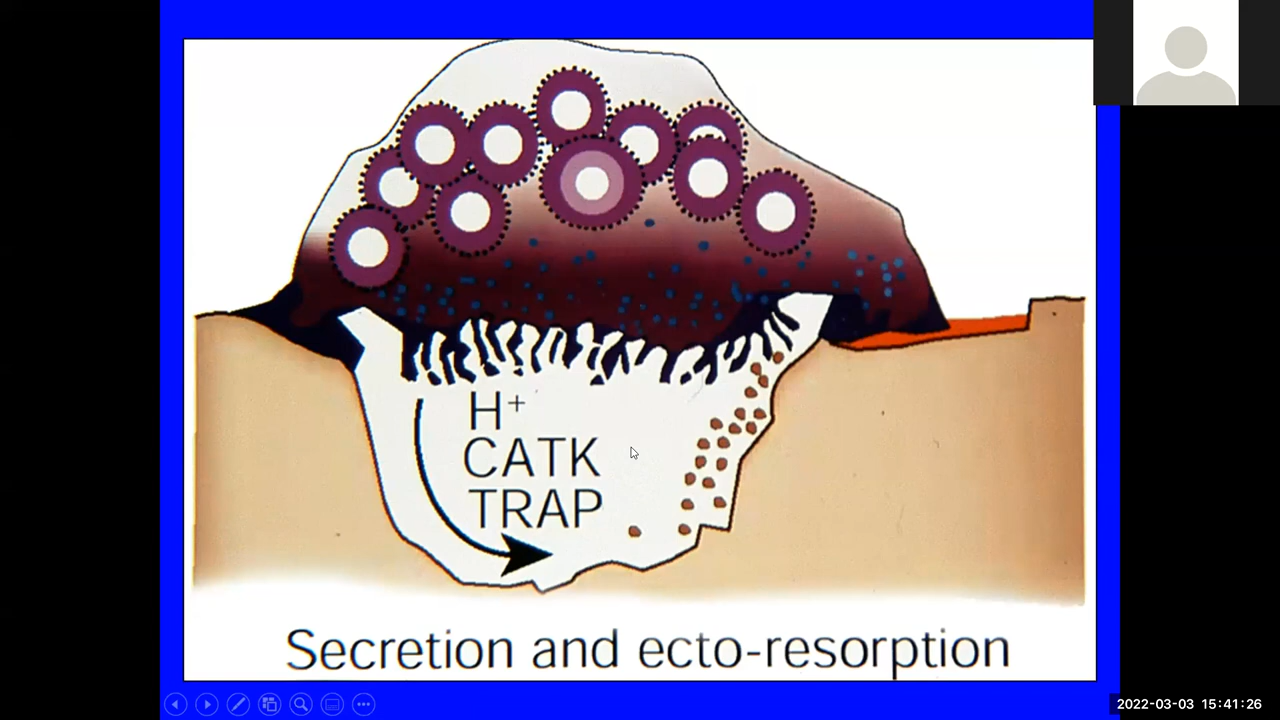 H+
CATK
TRAP
Secretion and ecto-resorption
2022-03-03 15:41:26